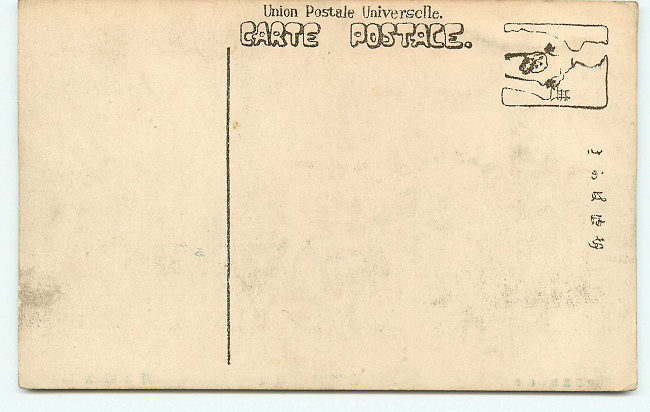 Union Postale Universelle.
CARTE POSTALE.